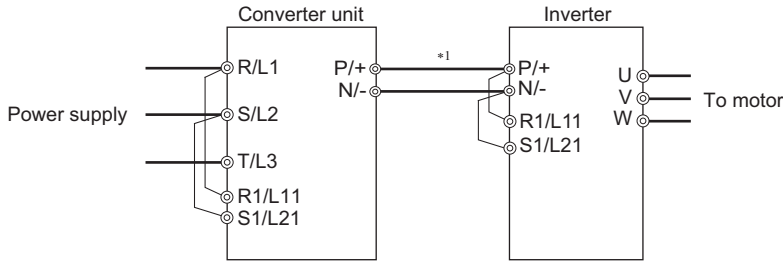 Converter unit
Inverter
Power supply
R/L1
S/L2
T/L3
R1/L11
S1/L21
P/+
N/-
*1
P/+
N/-
R1/L11
S1/L21
U
V
W
To motor